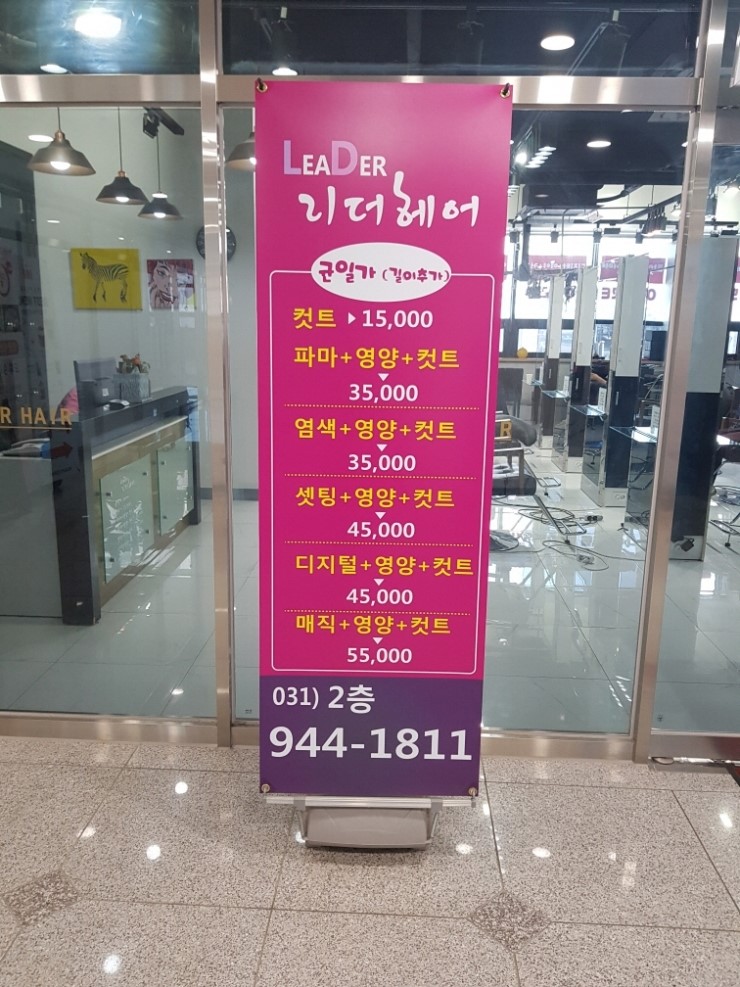 LEADER
리더헤어
균일가 (길이추가)
컷트 ▶ 15,000
파마+영양+컷트
35,000
염색+영양+컷트
35,000
셋팅+영양+컷트
45,000
디지털+영양+컷트
45,000
매직+영양+컷트
55,000
031) 2층
944-1811
R HAIR
R